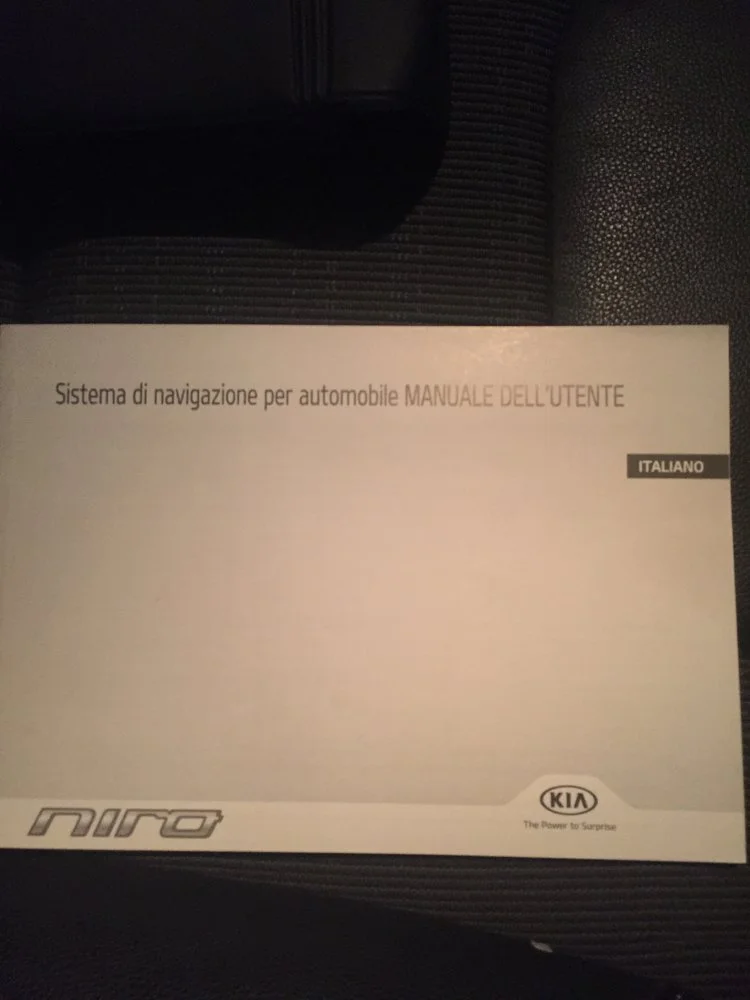 Sistema di navigazione per automobile MANUALE DELL'UTENTE
ITALIANO
niro
KIA
The Power to Surprise